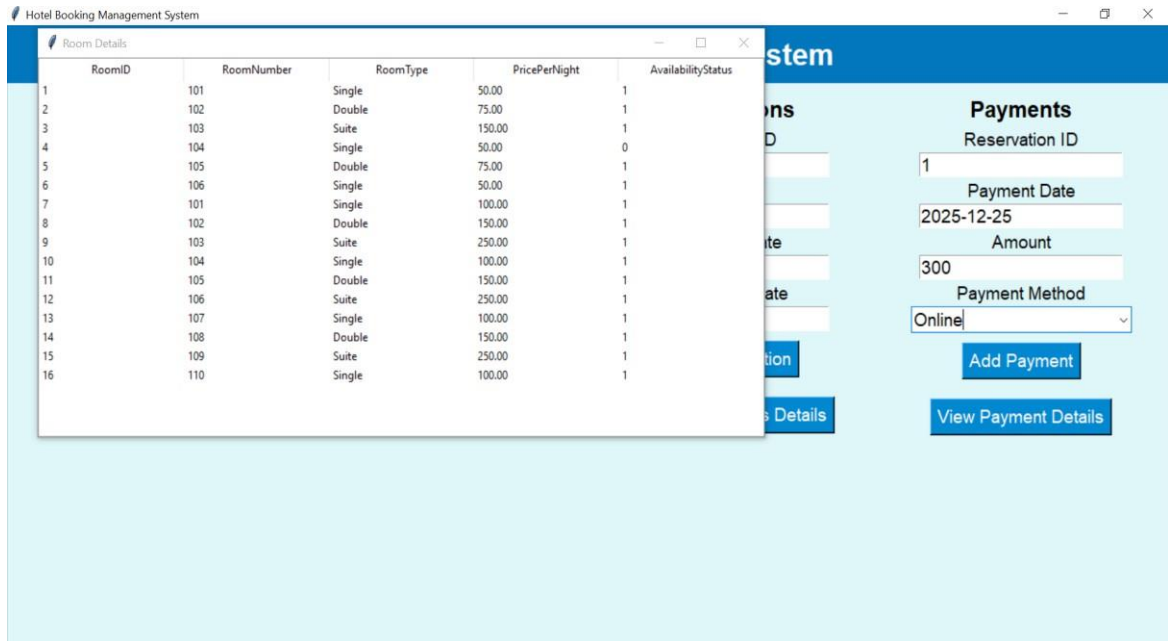 Hotel Booking Management System
Room Details
stem
RoomID RoomNumber RoomType PricePerNight AvailabilityStatus
1 101 Single 50.00 1
2 102 Double 75.00 1
3 103 Suite 150.00 1
4 104 Single 50.00 0
5 105 Double 75.00 1
6 106 Single 50.00 1
7 101 Single 100.00 1
8 102 Double 150.00 1
9 103 Suite 250.00 1
10 104 Single 100.00 1
11 105 Double 150.00 1
12 106 Suite 250.00 1
13 107 Single 100.00 1
14 108 Double 150.00 1
15 109 Suite 250.00 1
16 110 Single 100.00 1
ons
D
te
ate
tion
s Details
Payments
Reservation ID
1
Payment Date
2025-12-25
Amount
300
Payment Method
Online
Add Payment
View Payment Details